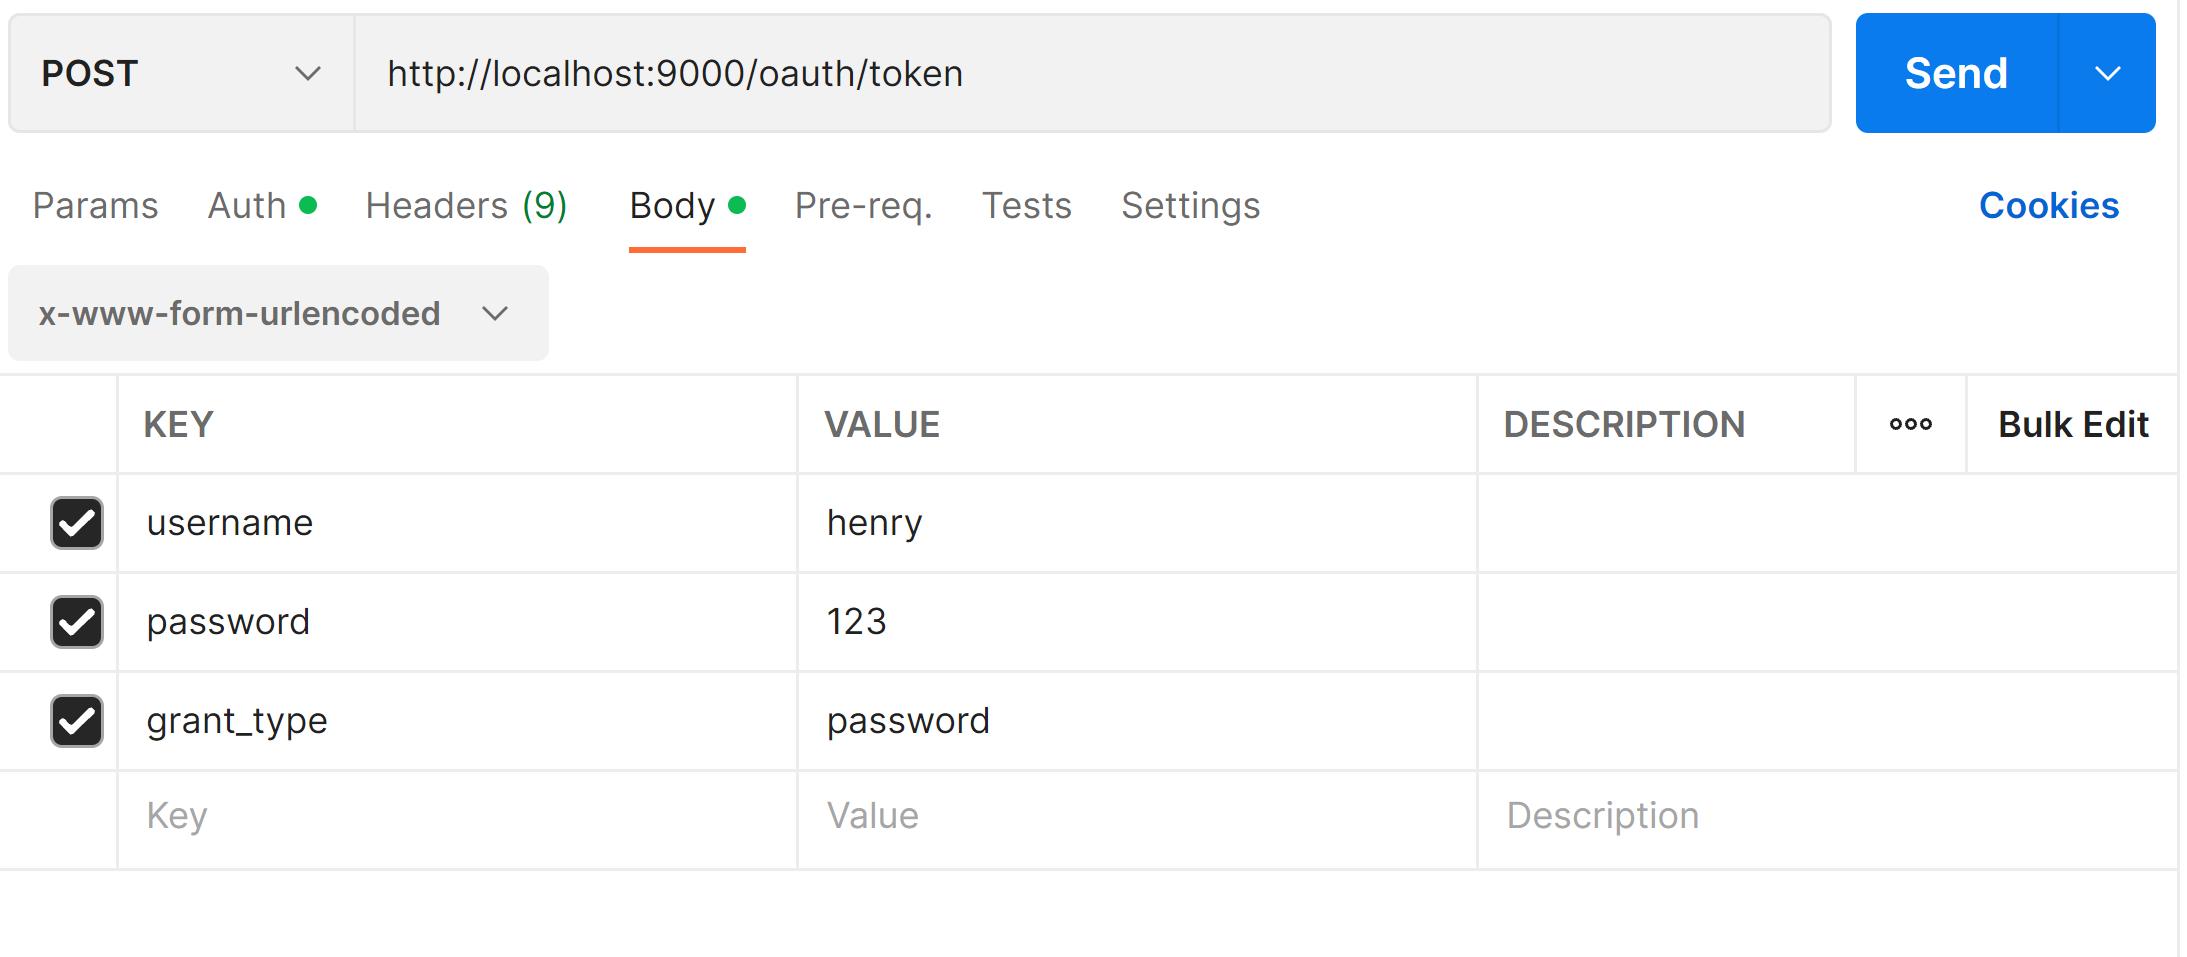 POST http://localhost:9000/oauth/token Send
Params Auth Headers (9) Body Pre-req. Tests Settings Cookies
x-www-form-urlencoded
KEY VALUE DESCRIPTION ooo Bulk Edit
username henry
password 123
grant_type password
Key Value Description